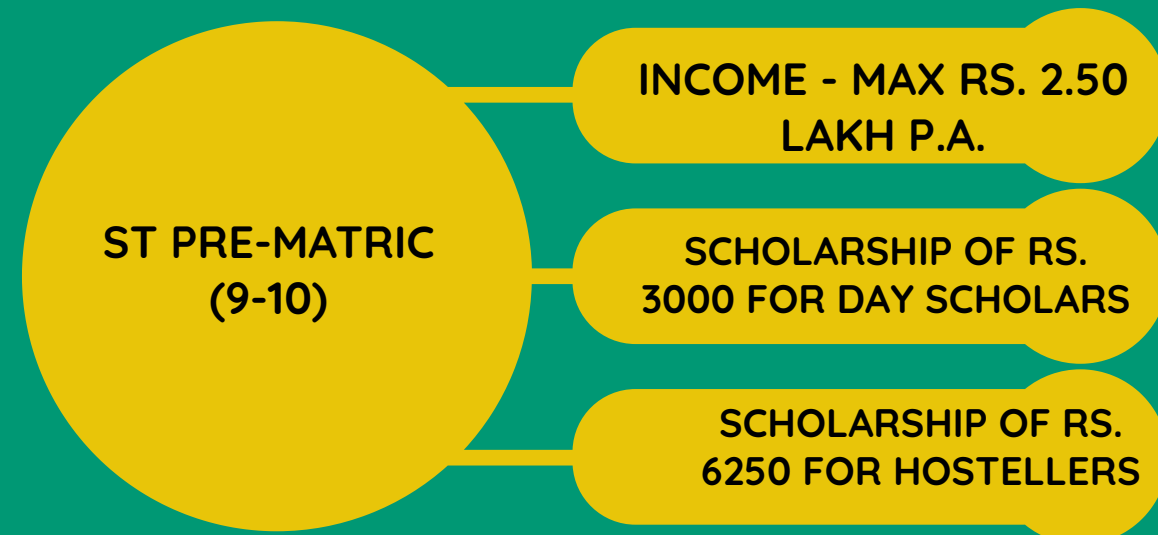 ST PRE-MATRIC
(9-10)
INCOME - MAX RS. 2.50
LAKH P.A.
SCHOLARSHIP OF RS.
3000 FOR DAY SCHOLARS
SCHOLARSHIP OF RS.
6250 FOR HOSTELLERS